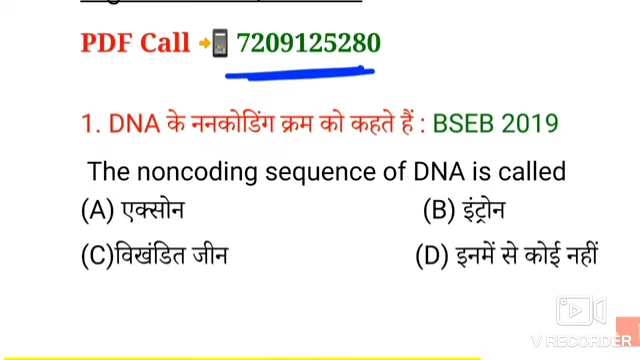 PDF Call 7209125280
1. DNA के ननकोडिंग क्रम को कहते हैं : BSEB 2019
The noncoding sequence of DNA is called
(A) एक्सोन (B) इंट्रोन
(C)विखंडित जीन (D) इनमें से कोई नहीं
V RECORDER